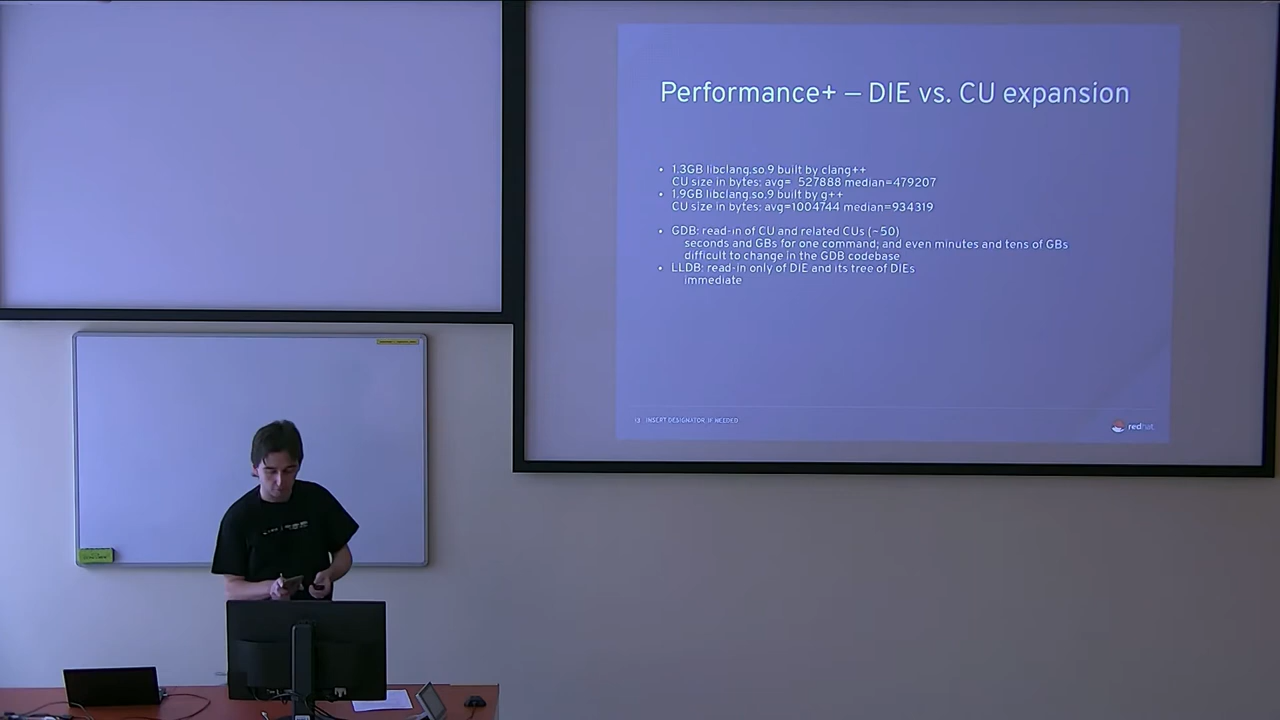 Performance+ – DIE vs. CU expansion
• 1.3GB libclang.so.9 built by clang++
CU size in bytes: avg= 527888 median=479207
• 1.9GB libclang.so.9 built by g++
CU size in bytes: avg=1004744 median=934319
• GDB: read-in of CU and related CUs (~50)
seconds and GBs for one command; and even minutes and tens of GBs
difficult to change in the GDB codebase
• LLDB: read-in only of DIE and its tree of DIEs
immediate
13 INSERT DESIGNATOR, IF NEEDED
redhat.